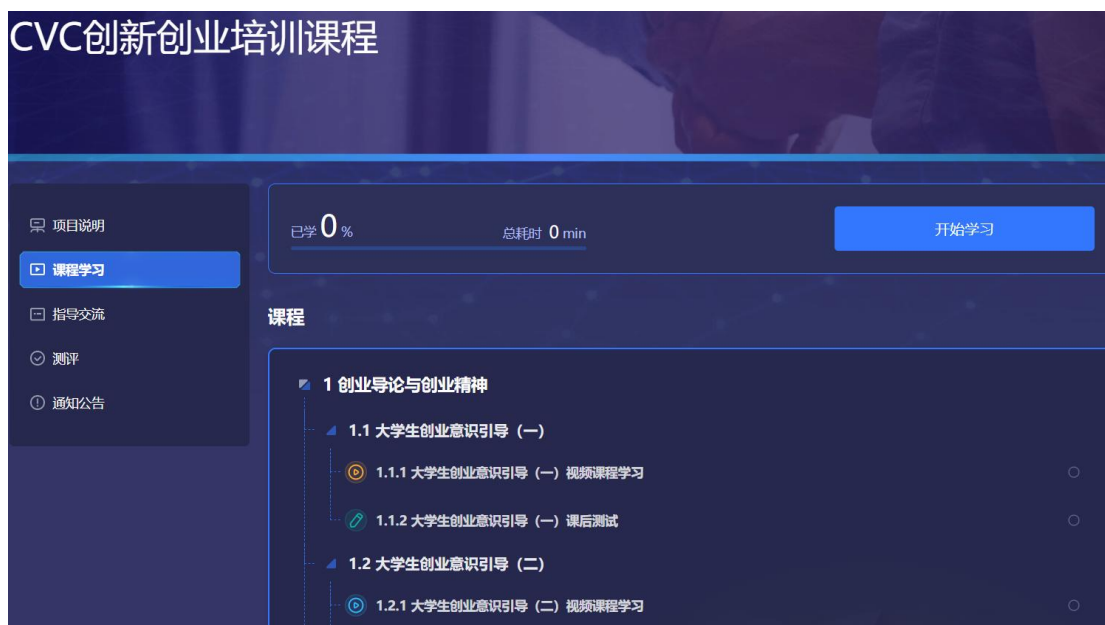 CVC创新创业培训课程
项目说明
课程学习
指导交流
测评
通知公告
已学 0 %
总耗时 0 min
开始学习
课程
1 创业导论与创业精神
1.1 大学生创业意识引导（一）
1.1.1 大学生创业意识引导（一）视频课程学习
1.1.2 大学生创业意识引导（一）课后测试
1.2 大学生创业意识引导（二）
1.2.1 大学生创业意识引导（二）视频课程学习